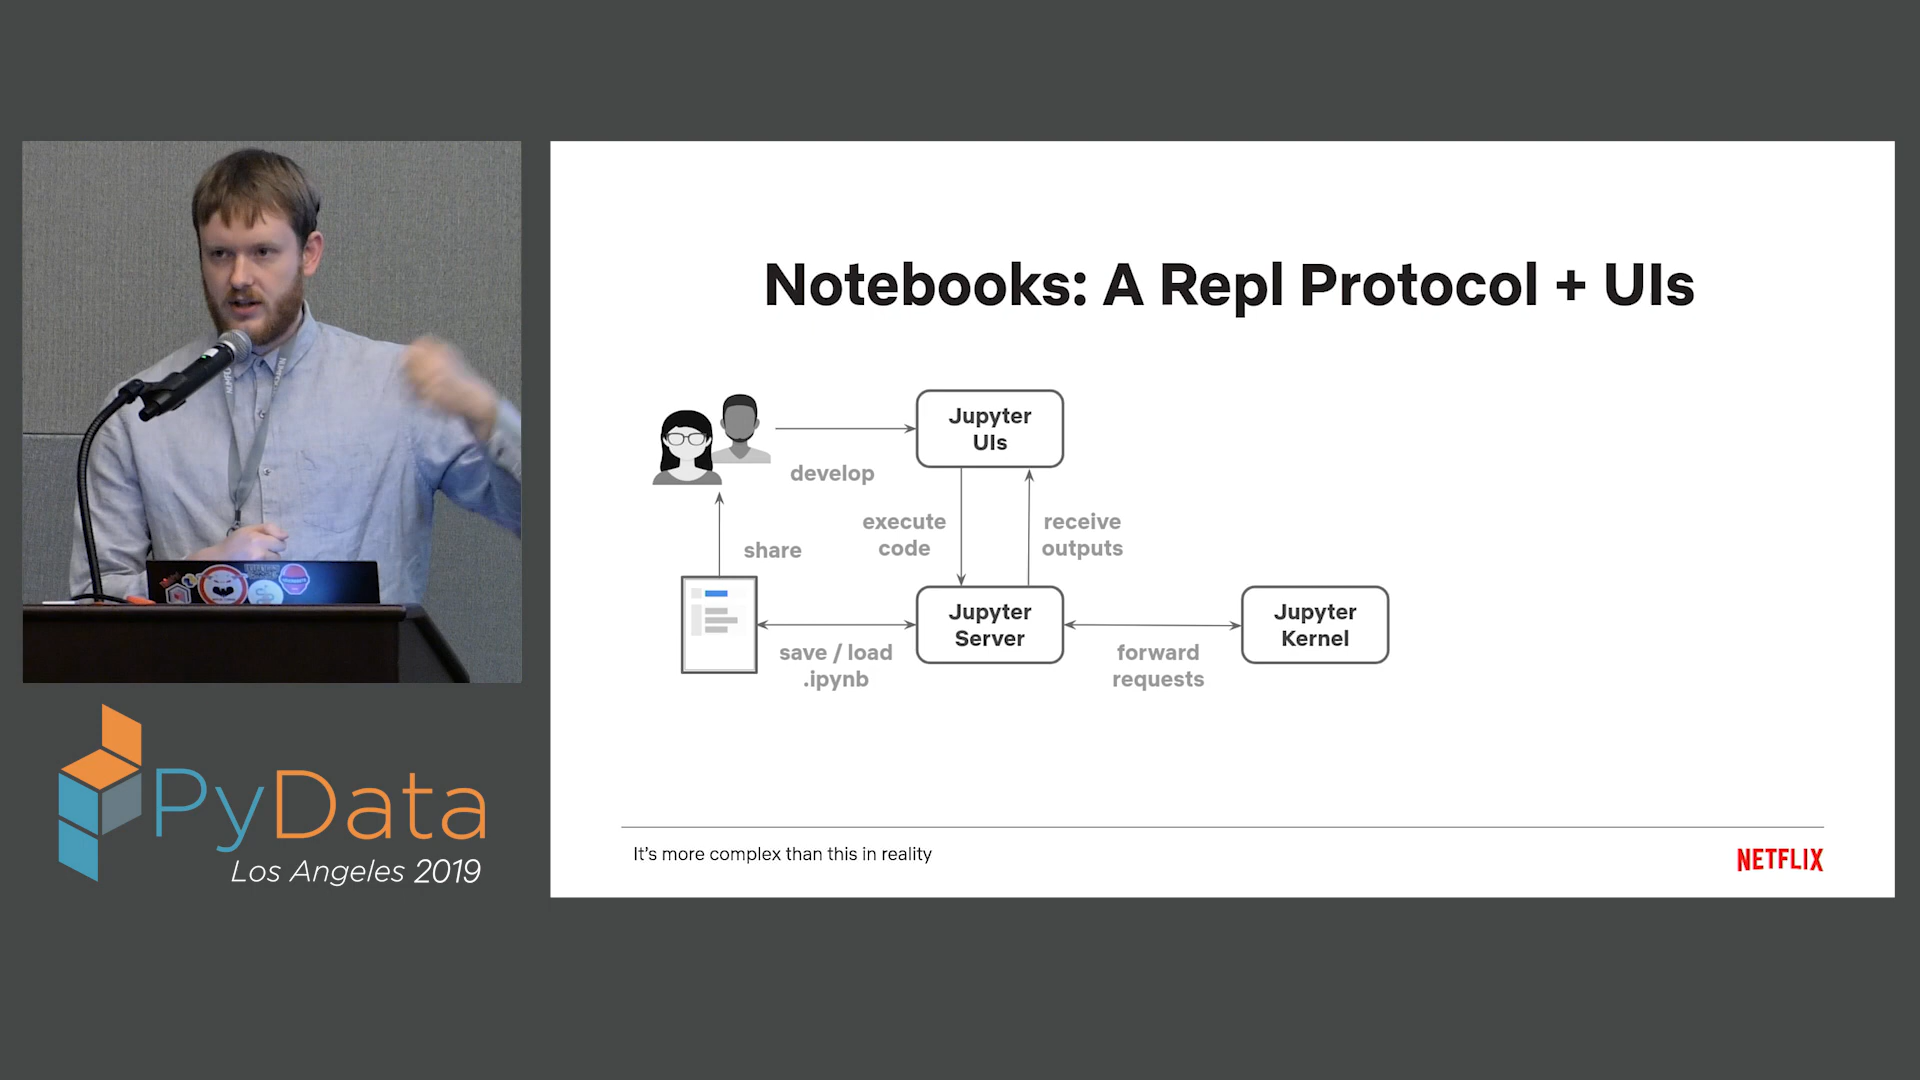 Notebooks: A Repl Protocol + UIs
Jupyter
UIs
develop
execute
code
receive
outputs
share
Jupyter
Server
Jupyter
Kernel
save / load
.ipynb
forward
requests
It's more complex than this in reality
NETFLIX
PyData
Los Angeles 2019